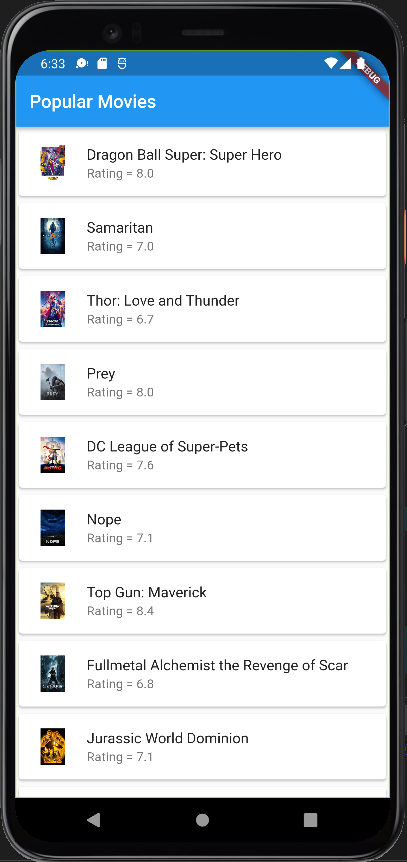 6:33
BUG
Popular Movies
Dragon Ball Super: Super Hero
Rating = 8.0
Samaritan
Rating = 7.0
Thor: Love and Thunder
Rating = 6.7
Prey
Rating = 8.0
DC League of Super-Pets
Rating = 7.6
Nope
Rating = 7.1
Top Gun: Maverick
Rating = 8.4
Fullmetal Alchemist the Revenge of Scar
Rating = 6.8
Jurassic World Dominion
Rating = 7.1